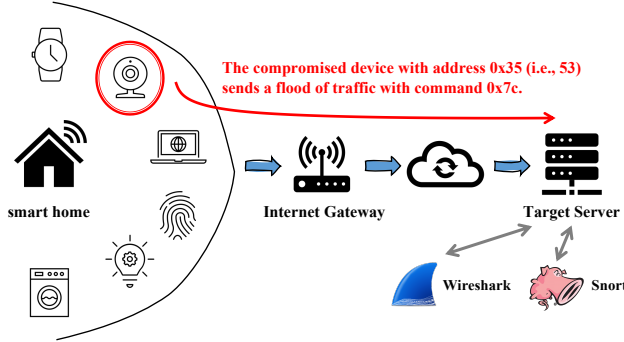 The compromised device with address 0x35 (i.e., 53)
sends a flood of traffic with command 0x7c.
smart home
Internet Gateway
Target Server
Wireshark
Snort